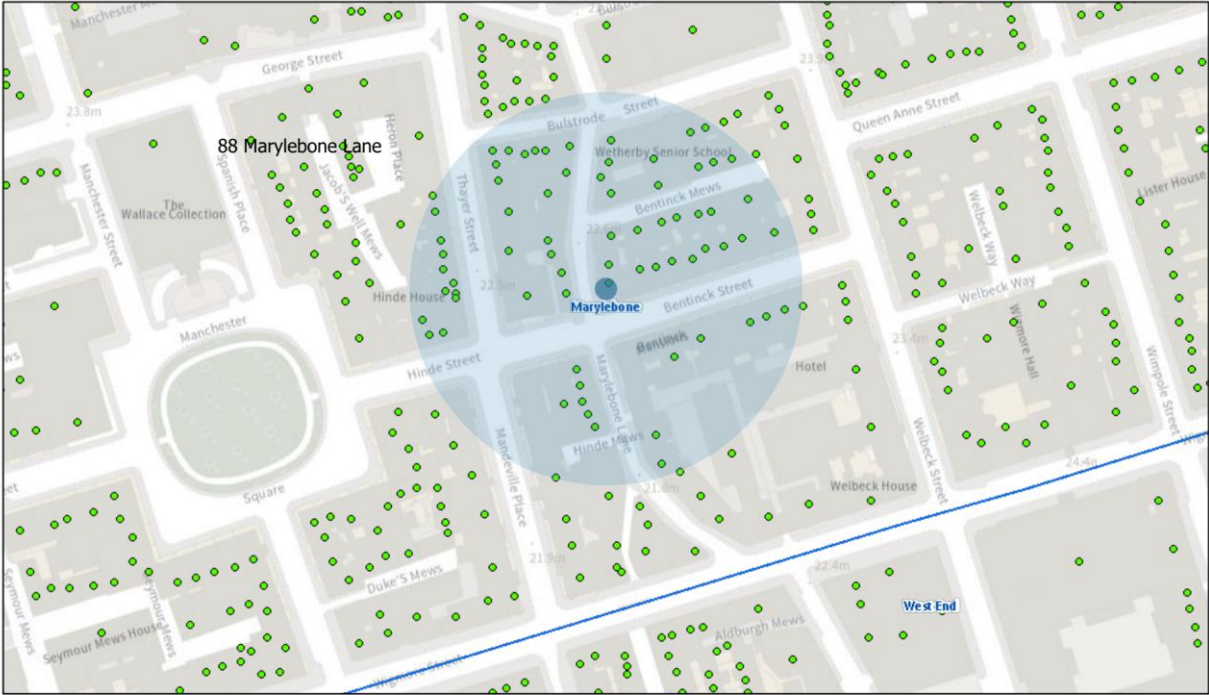 Manchester M
George Street
23.8m
88 Marylebone Lane
Heron Place
Jacob'S Well Mews
Spanish Place
Manchester Street
The
Wallace Collection
Thayer Street
Bulstrode Street
Wetherby Senior School
Bentinck Mews
Queen Anne Street
Lister House
Welbeck Way
Hinde House
22.5m
Marylebone
Bentinck Street
Welbeck Way
Wigmore Hall
Manchester
Hinde Street
Bentinck
Mansions
Hotel
23.4m
Wimpole Street
Marylebone Lane
Hinde Mews
Mandeville Place
Square
Welbeck House
Welbeck Street
24.4m
21.9m
22.4m
Duke'S Mews
Seymour Mews
Seymour Mews
Seymour Mews House
West End
Aldburgh Mews
Wigmore Street